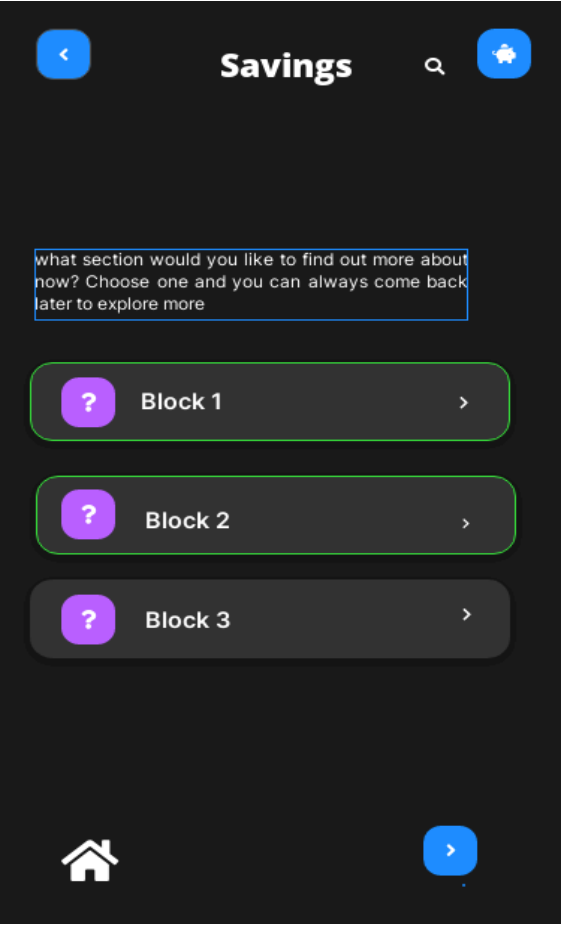 Savings
what section would you like to find out more about
now? Choose one and you can always come back
later to explore more
? Block 1
? Block 2
? Block 3